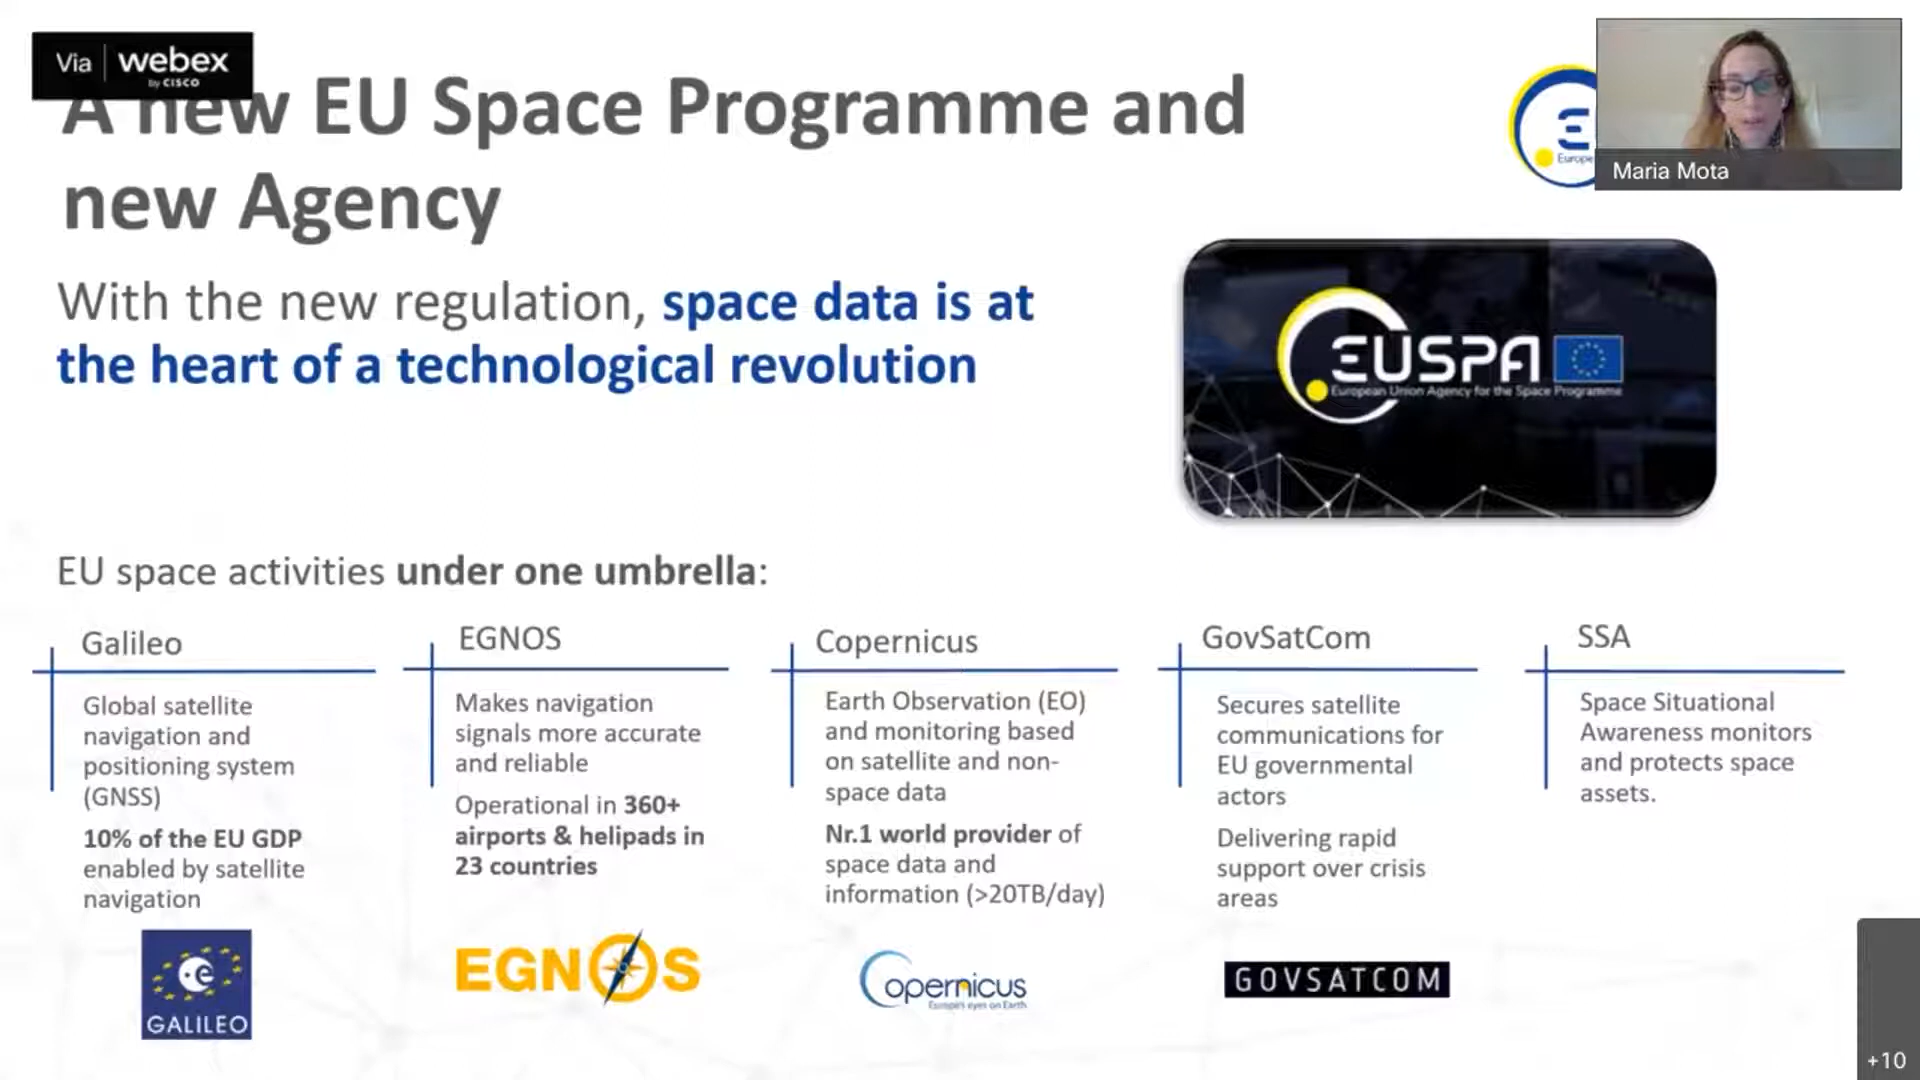 Via webex
by CISCO
A new EU Space Programme and
new Agency
Europe
Maria Mota
With the new regulation, space data is at
the heart of a technological revolution
EUSPA
European Union Agency for the Space Programme
EU space activities under one umbrella:
Galileo
Global satellite
navigation and
positioning system
(GNSS)
10% of the EU GDP
enabled by satellite
navigation
GALILEO
EGNOS
Makes navigation
signals more accurate
and reliable
Operational in 360+
airports & helipads in
23 countries
EGNOS
Copernicus
Earth Observation (EO)
and monitoring based
on satellite and non-
space data
Nr.1 world provider of
space data and
information (>20TB/day)
Copernicus
Europe's eyes on Earth
GovSatCom
Secures satellite
communications for
EU governmental
actors
Delivering rapid
support over crisis
areas
GOVSATCOM
SSA
Space Situational
Awareness monitors
and protects space
assets.
+10